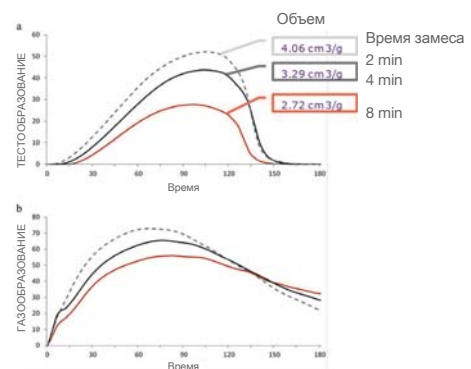 Объем
a
Время замеса
4.06 cm3/g
2 min
3.29 cm3/g
4 min
2.72 cm3/g
8 min
ТЕСТООБРАЗОВАНИЕ
60
50
40
30
20
10
0
0 30 60 90 120 150 180
Время
b
ГАЗООБРАЗОВАНИЕ
80
70
60
50
40
30
20
10
0
0 30 60 90 120 150 180
Время